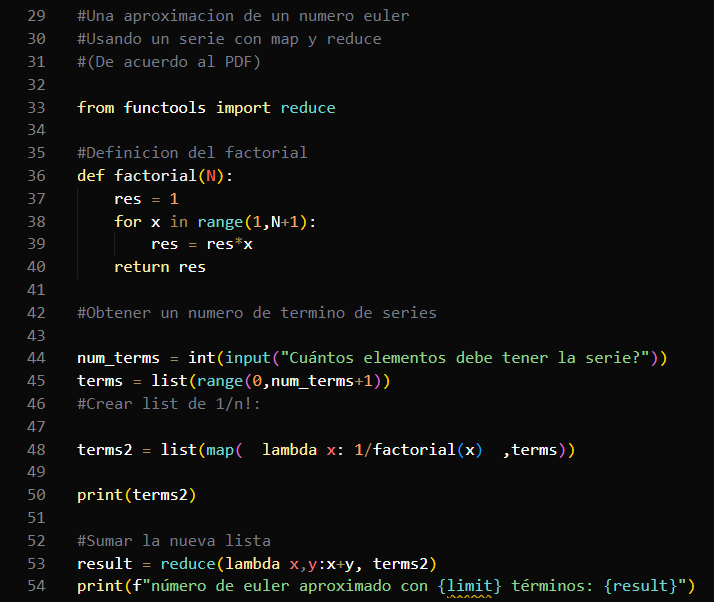 29 #Una aproximacion de un numero euler
30 #Usando un serie con map y reduce
31 #(De acuerdo al PDF)
32
33 from functools import reduce
34
35 #Definicion del factorial
36 def factorial(N):
37     res = 1
38     for x in range(1,N+1):
39         res = res*x
40     return res
41
42 #Obtener un numero de termino de series
43
44 num_terms = int(input("Cuántos elementos debe tener la serie?"))
45 terms = list(range(0,num_terms+1))
46 #Crear list de 1/n!:
47
48 terms2 = list(map(  lambda x: 1/factorial(x)  ,terms))
49
50 print(terms2)
51
52 #Sumar la nueva lista
53 result = reduce(lambda x,y:x+y, terms2)
54 print(f"número de euler aproximado con {limit} términos: {result}")